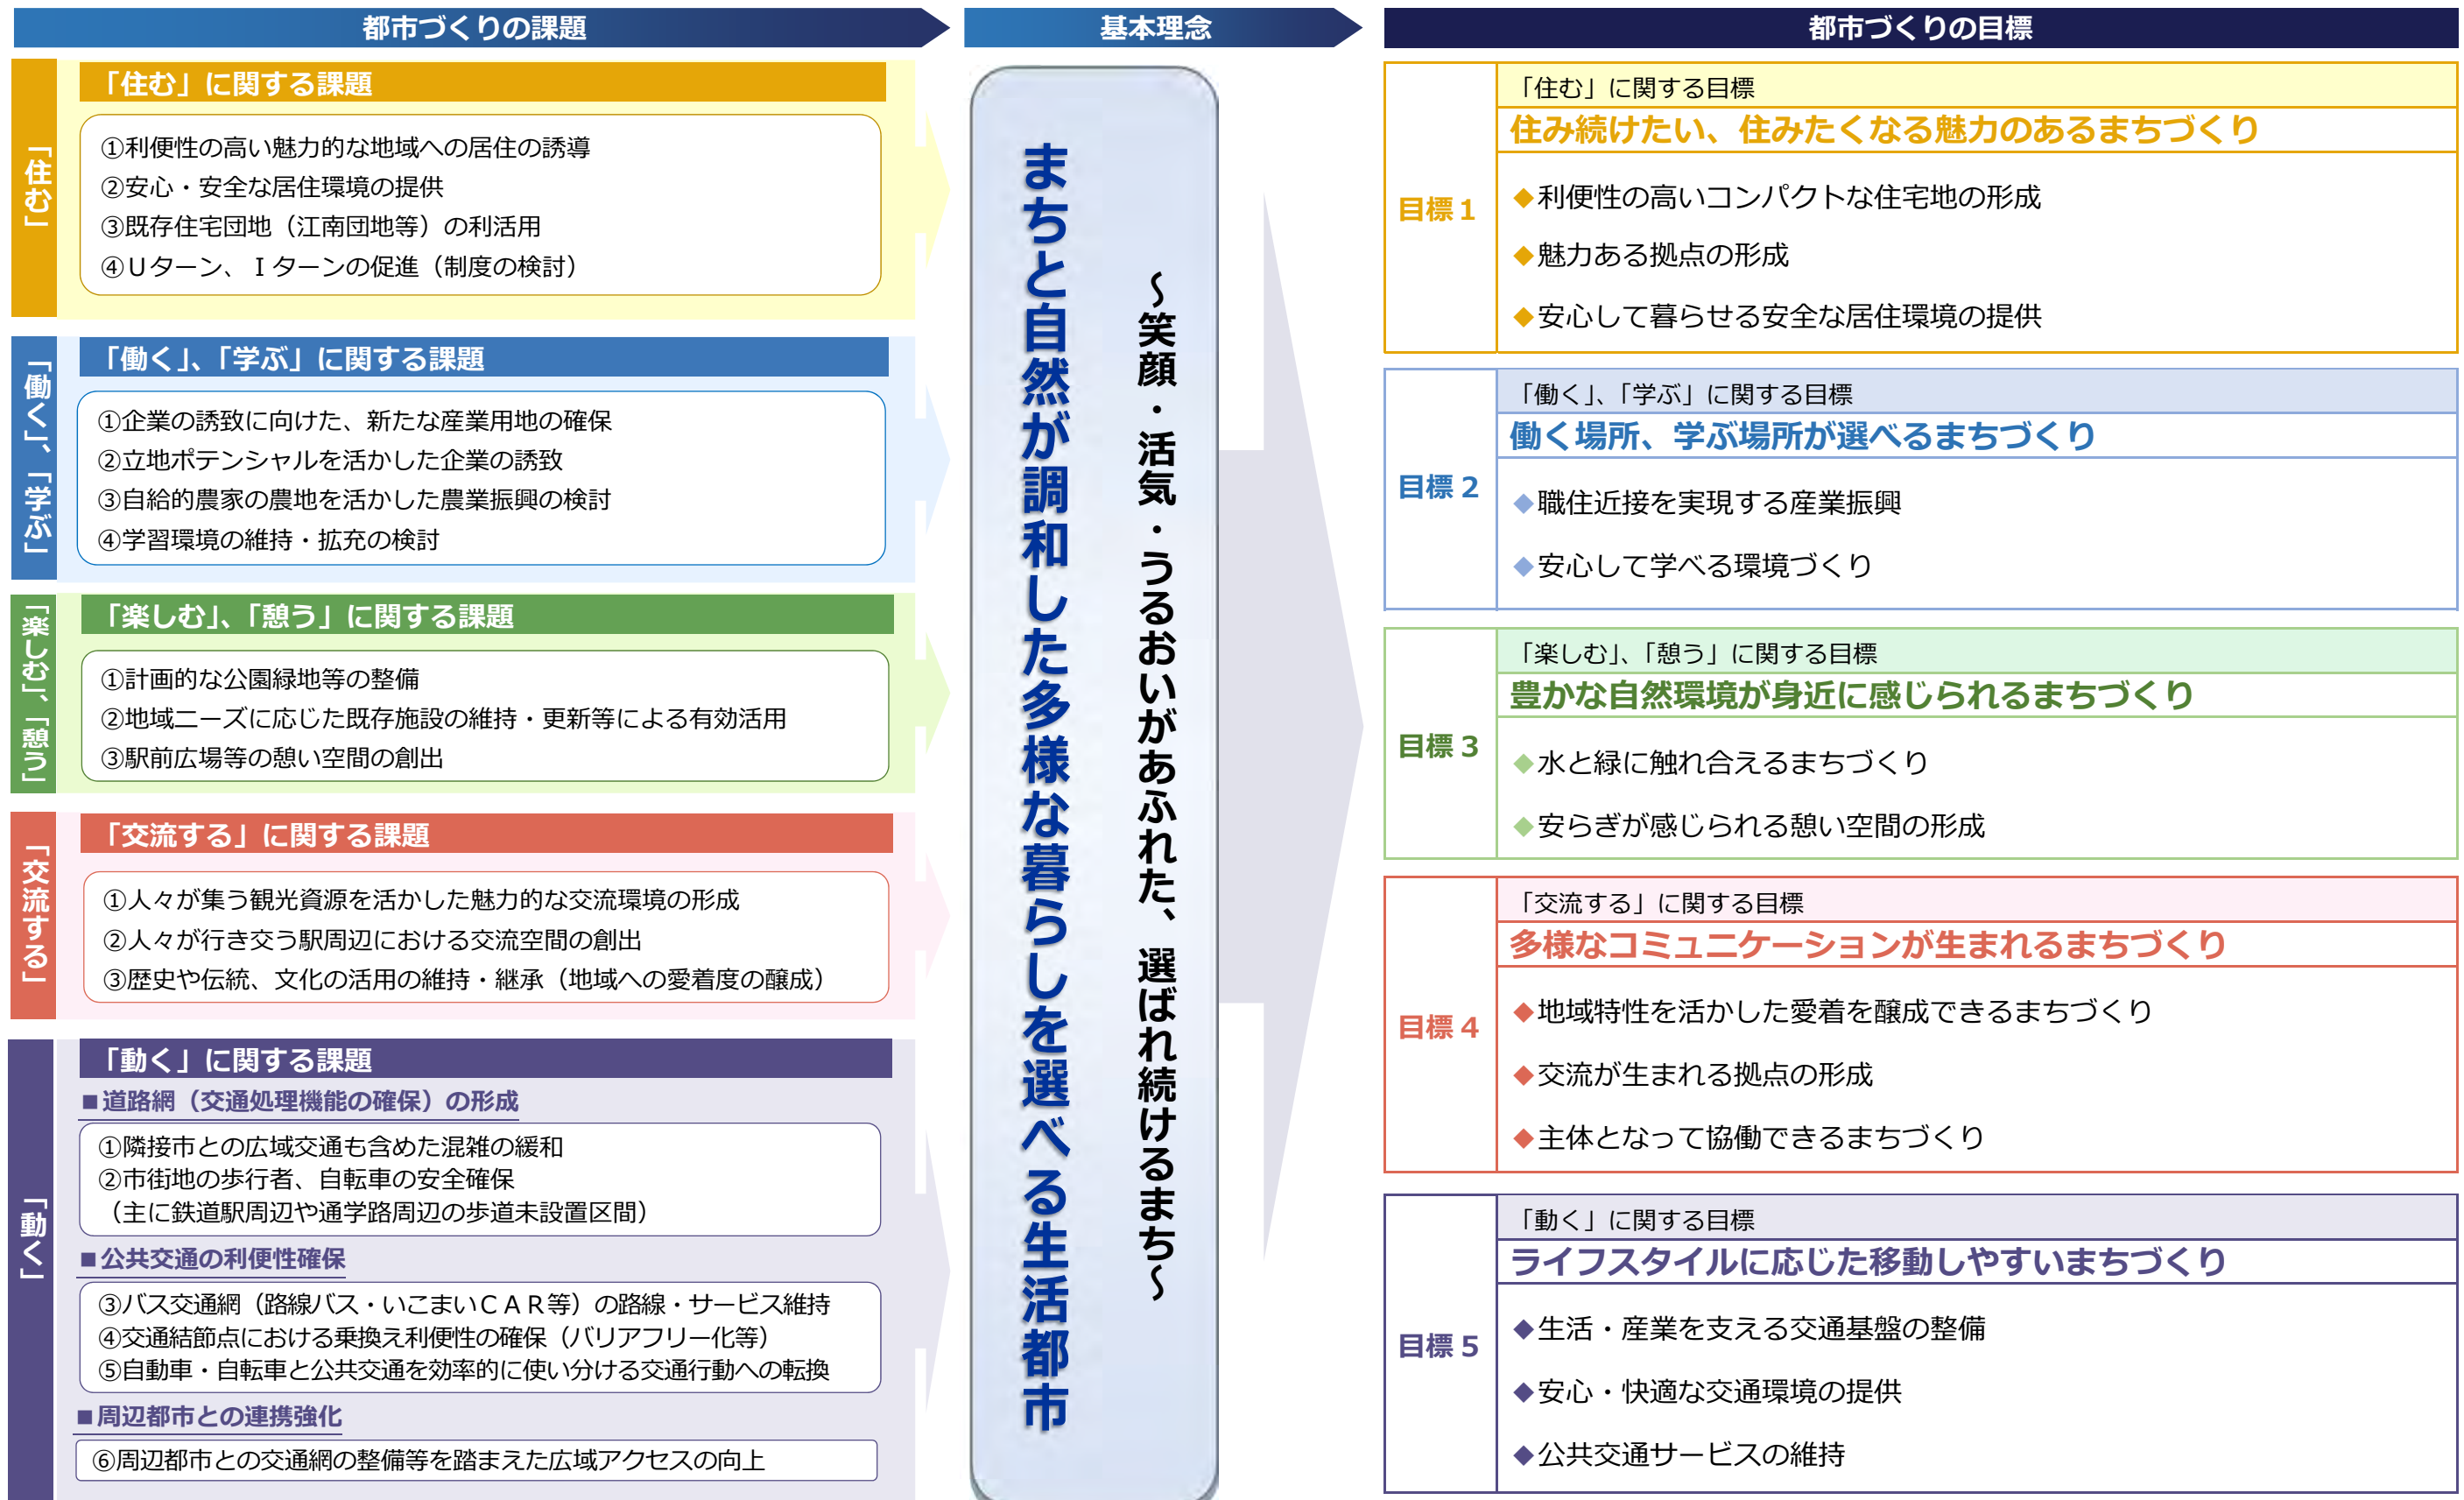 都市づくりの課題
「住む」
「住む」に関する課題
①利便性の高い魅力的な地域への居住の誘導
②安心・安全な居住環境の提供
③既存住宅団地（江南団地等）の利活用
④Ｕターン、Ｉターンの促進（制度の検討）
「働く」、「学ぶ」
「働く」、「学ぶ」に関する課題
①企業の誘致に向けた、新たな産業用地の確保
②立地ポテンシャルを活かした企業の誘致
③自給的農家の農地を活かした農業振興の検討
④学習環境の維持・拡充の検討
「楽しむ」、「憩う」
「楽しむ」、「憩う」に関する課題
①計画的な公園緑地等の整備
②地域ニーズに応じた既存施設の維持・更新等による有効活用
③駅前広場等の憩い空間の創出
「交流する」
「交流する」に関する課題
①人々が集う観光資源を活かした魅力的な交流環境の形成
②人々が行き交う駅周辺における交流空間の創出
③歴史や伝統、文化の活用の維持・継承（地域への愛着度の醸成）
「動く」
「動く」に関する課題
■道路網（交通処理機能の確保）の形成
①隣接市との広域交通も含めた混雑の緩和
②市街地の歩行者、自転車の安全確保
（主に鉄道駅周辺や通学路周辺の歩道未設置区間）
■公共交通の利便性確保
③バス交通網（路線バス・いこまいＣＡＲ等）の路線・サービス維持
④交通結節点における乗換え利便性の確保（バリアフリー化等）
⑤自動車・自転車と公共交通を効率的に使い分ける交通行動への転換
■周辺都市との連携強化
⑥周辺都市との交通網の整備等を踏まえた広域アクセスの向上
基本理念
まちと自然が調和した多様な暮らしを選べる生活都市
～笑顔・活気・うるおいがあふれた、選ばれ続けるまち～
都市づくりの目標
目標１
「住む」に関する目標
住み続けたい、住みたくなる魅力のあるまちづくり
◆利便性の高いコンパクトな住宅地の形成
◆魅力ある拠点の形成
◆安心して暮らせる安全な居住環境の提供
目標２
「働く」、「学ぶ」に関する目標
働く場所、学ぶ場所が選べるまちづくり
◆職住近接を実現する産業振興
◆安心して学べる環境づくり
目標３
「楽しむ」、「憩う」に関する目標
豊かな自然環境が身近に感じられるまちづくり
◆水と緑に触れ合えるまちづくり
◆安らぎが感じられる憩い空間の形成
目標４
「交流する」に関する目標
多様なコミュニケーションが生まれるまちづくり
◆地域特性を活かした愛着を醸成できるまちづくり
◆交流が生まれる拠点の形成
◆主体となって協働できるまちづくり
目標５
「動く」に関する目標
ライフスタイルに応じた移動しやすいまちづくり
◆生活・産業を支える交通基盤の整備
◆安心・快適な交通環境の提供
◆公共交通サービスの維持